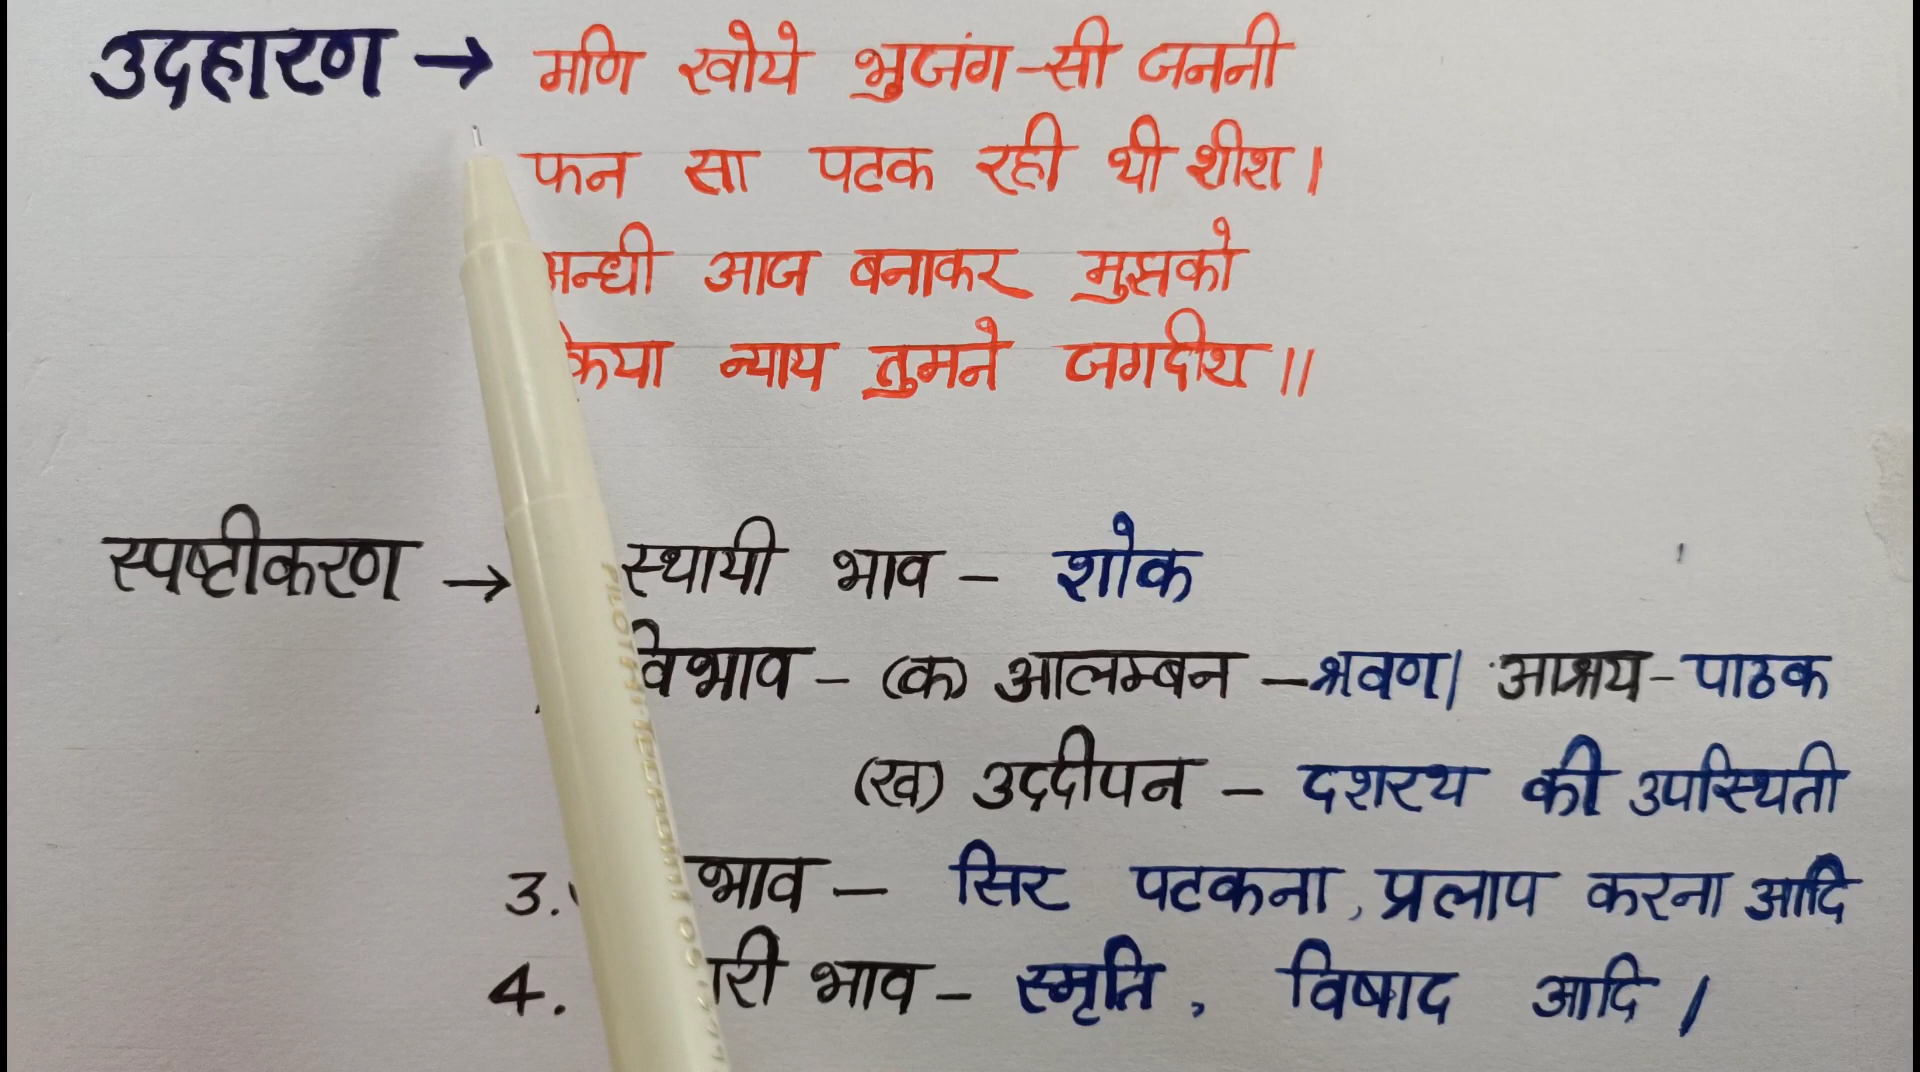 उदहारण → मणि खोये भुजंग-सी जननी
फन सा पटक रही थी शीश।
न्धी आज बनाकर मुझको
किया न्याय तुमने जगदीश॥
स्पष्टीकरण → स्थायी भाव - शोक
विभाव - (क) आलम्बन - श्रवण। आश्रय - पाठक
(ख) उद्दीपन - दशरथ की उपस्थिती
3. भाव - सिर पटकना, प्रलाप करना आदि
4. री भाव - स्मृति, विषाद आदि।